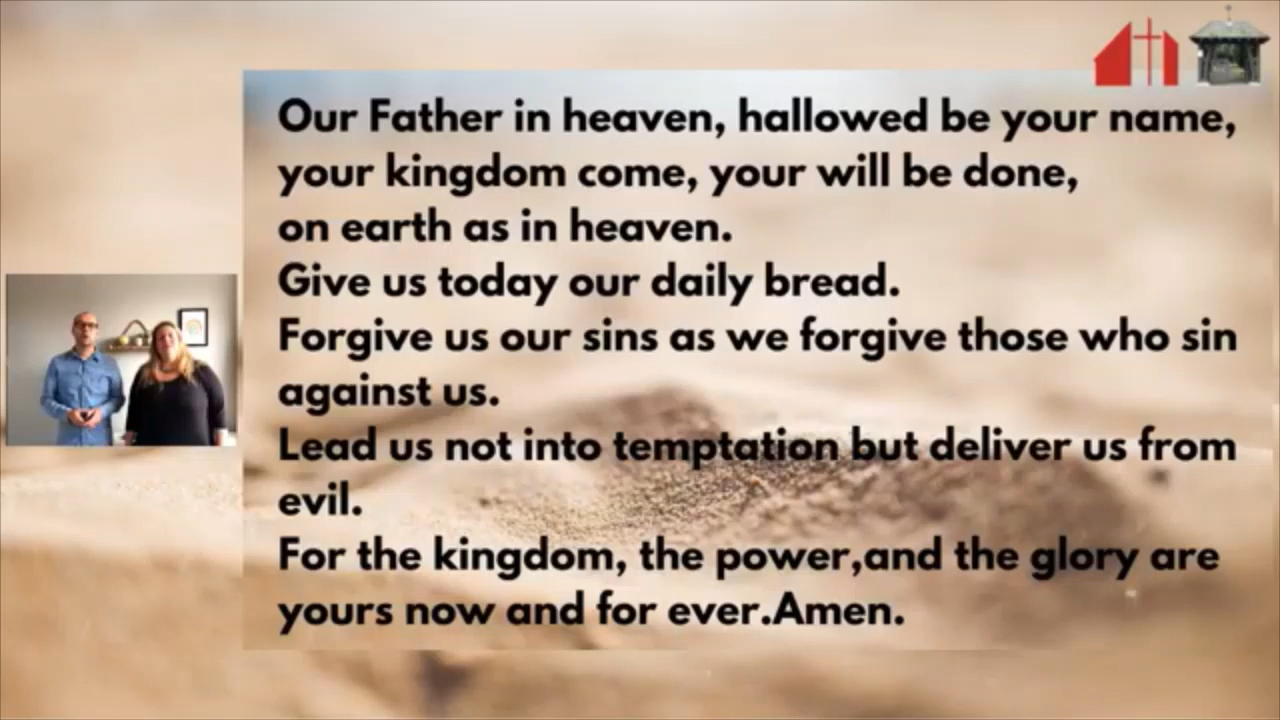 Our Father in heaven, hallowed be your name,
your kingdom come, your will be done,
on earth as in heaven.
Give us today our daily bread.
Forgive us our sins as we forgive those who sin
against us.
Lead us not into temptation but deliver us from
evil.
For the kingdom, the power,and the glory are
yours now and for ever.Amen.